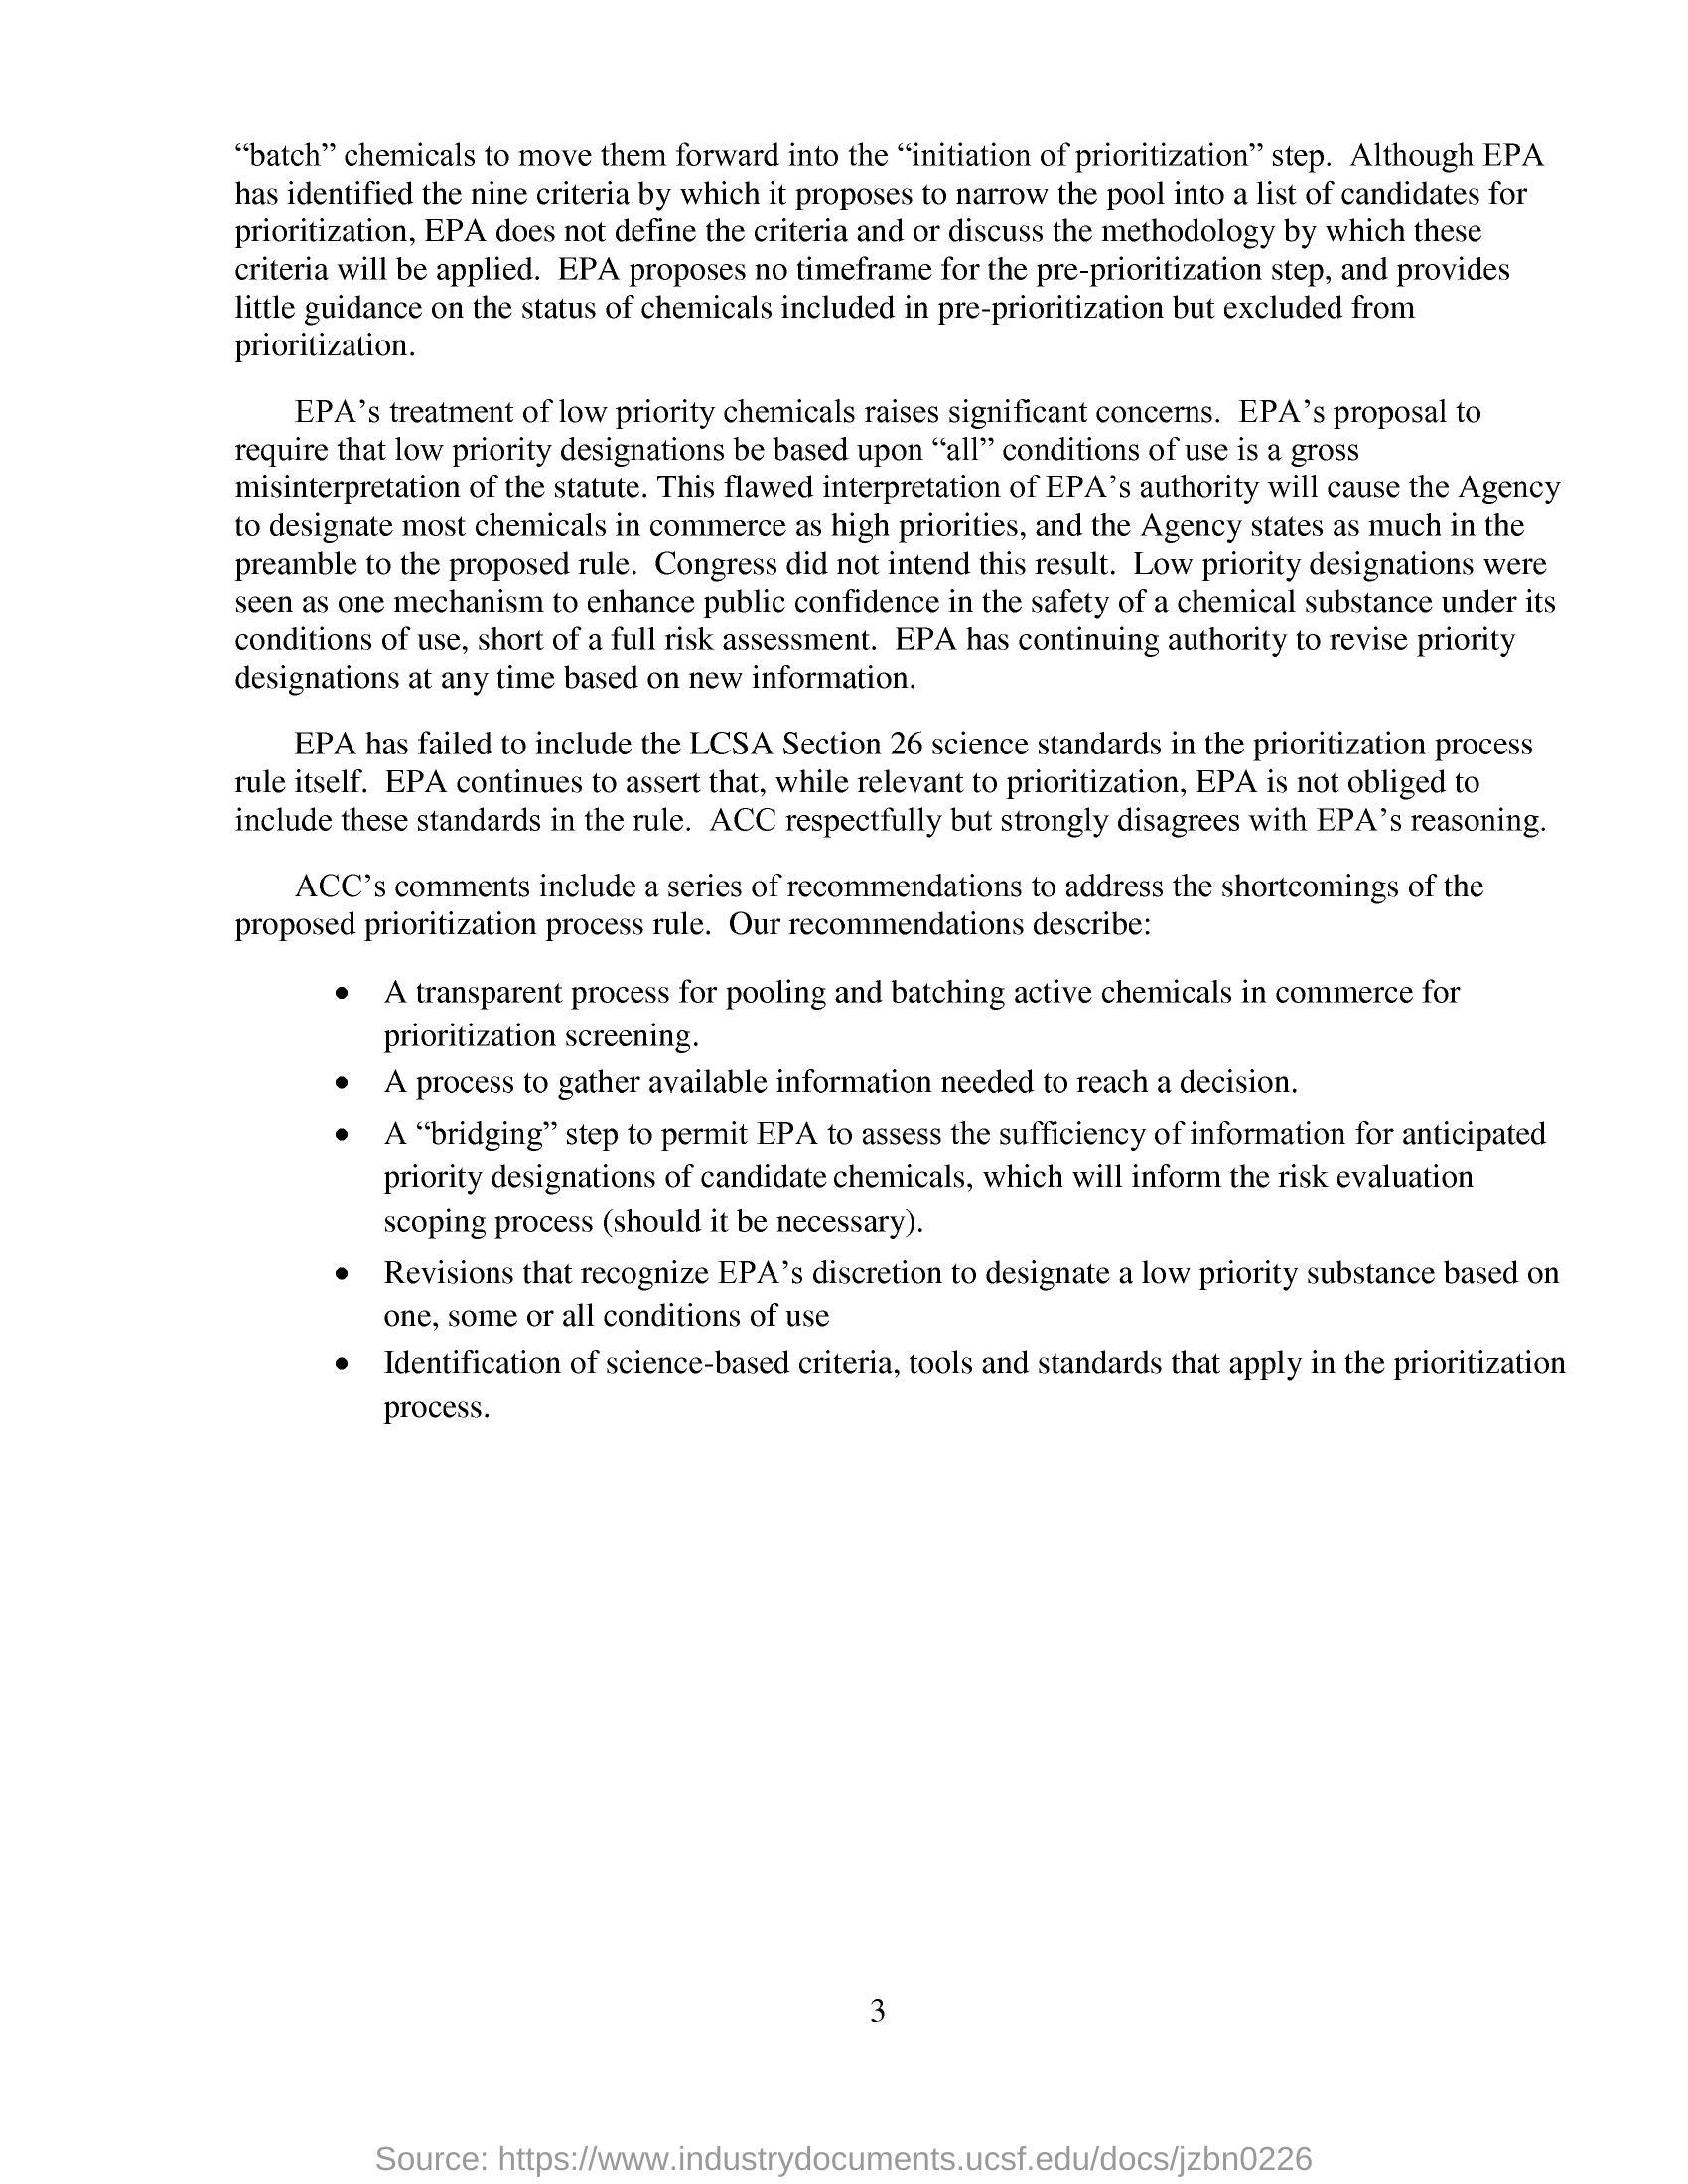 “batch” chemicals to move them forward into the “initiation of prioritization” step.  Although EPA
has identified the nine criteria by which it proposes to narrow the pool into a list of candidates for
prioritization, EPA does not define the criteria and or discuss the methodology by which these
criteria will be applied.  EPA proposes no timeframe for the pre-prioritization step, and provides
little guidance on the status of chemicals included in pre-prioritization but excluded from
prioritization.
EPA’s treatment of low priority chemicals raises significant concerns.  EPA’s proposal to
require that low priority designations be based upon “all” conditions of use is a gross
misinterpretation of the statute. This flawed interpretation of EPA’s authority will cause the Agency
to designate most chemicals in commerce as high priorities, and the Agency states as much in the
preamble to the proposed rule.  Congress did not intend this result.  Low priority designations were
seen as one mechanism to enhance public confidence in the safety of a chemical substance under its
conditions of use, short of a full risk assessment.  EPA has continuing authority to revise priority
designations at any time based on new information.
EPA has failed to include the LCSA Section 26 science standards in the prioritization process
rule itself.  EPA continues to assert that, while relevant to prioritization, EPA is not obliged to
include these standards in the rule.  ACC respectfully but strongly disagrees with EPA’s reasoning.
ACC’s comments include a series of recommendations to address the shortcomings of the
proposed prioritization process rule.  Our recommendations describe:
• A transparent process for pooling and batching active chemicals in commerce for
prioritization screening.
• A process to gather available information needed to reach a decision.
• A “bridging” step to permit EPA to assess the sufficiency of information for anticipated
priority designations of candidate chemicals, which will inform the risk evaluation
scoping process (should it be necessary).
• Revisions that recognize EPA’s discretion to designate a low priority substance based on
one, some or all conditions of use
• Identification of science-based criteria, tools and standards that apply in the prioritization
process.
3
Source: https://www.industrydocuments.ucsf.edu/docs/jzbn0226